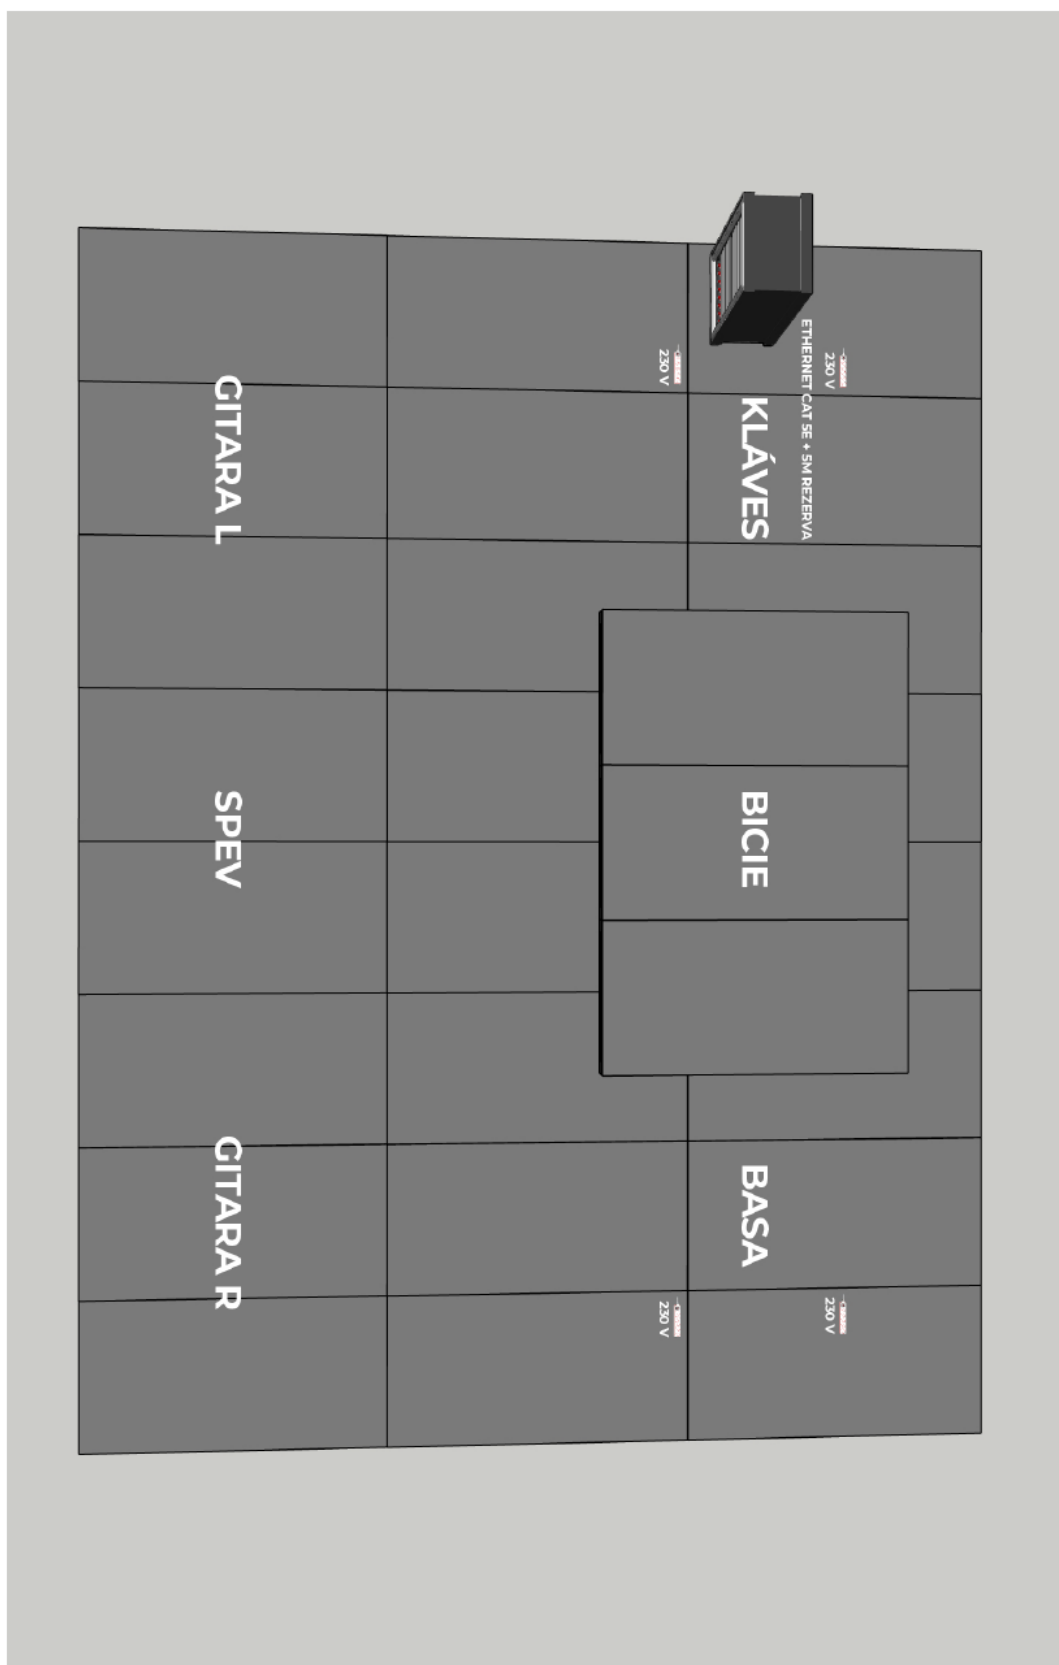 230 V
230 V
ETHERNET CAT 5E + 5M REZERVA
KLÁVES
BICIE
BASA
230 V
230 V
GITARA L
SPEV
GITARA R